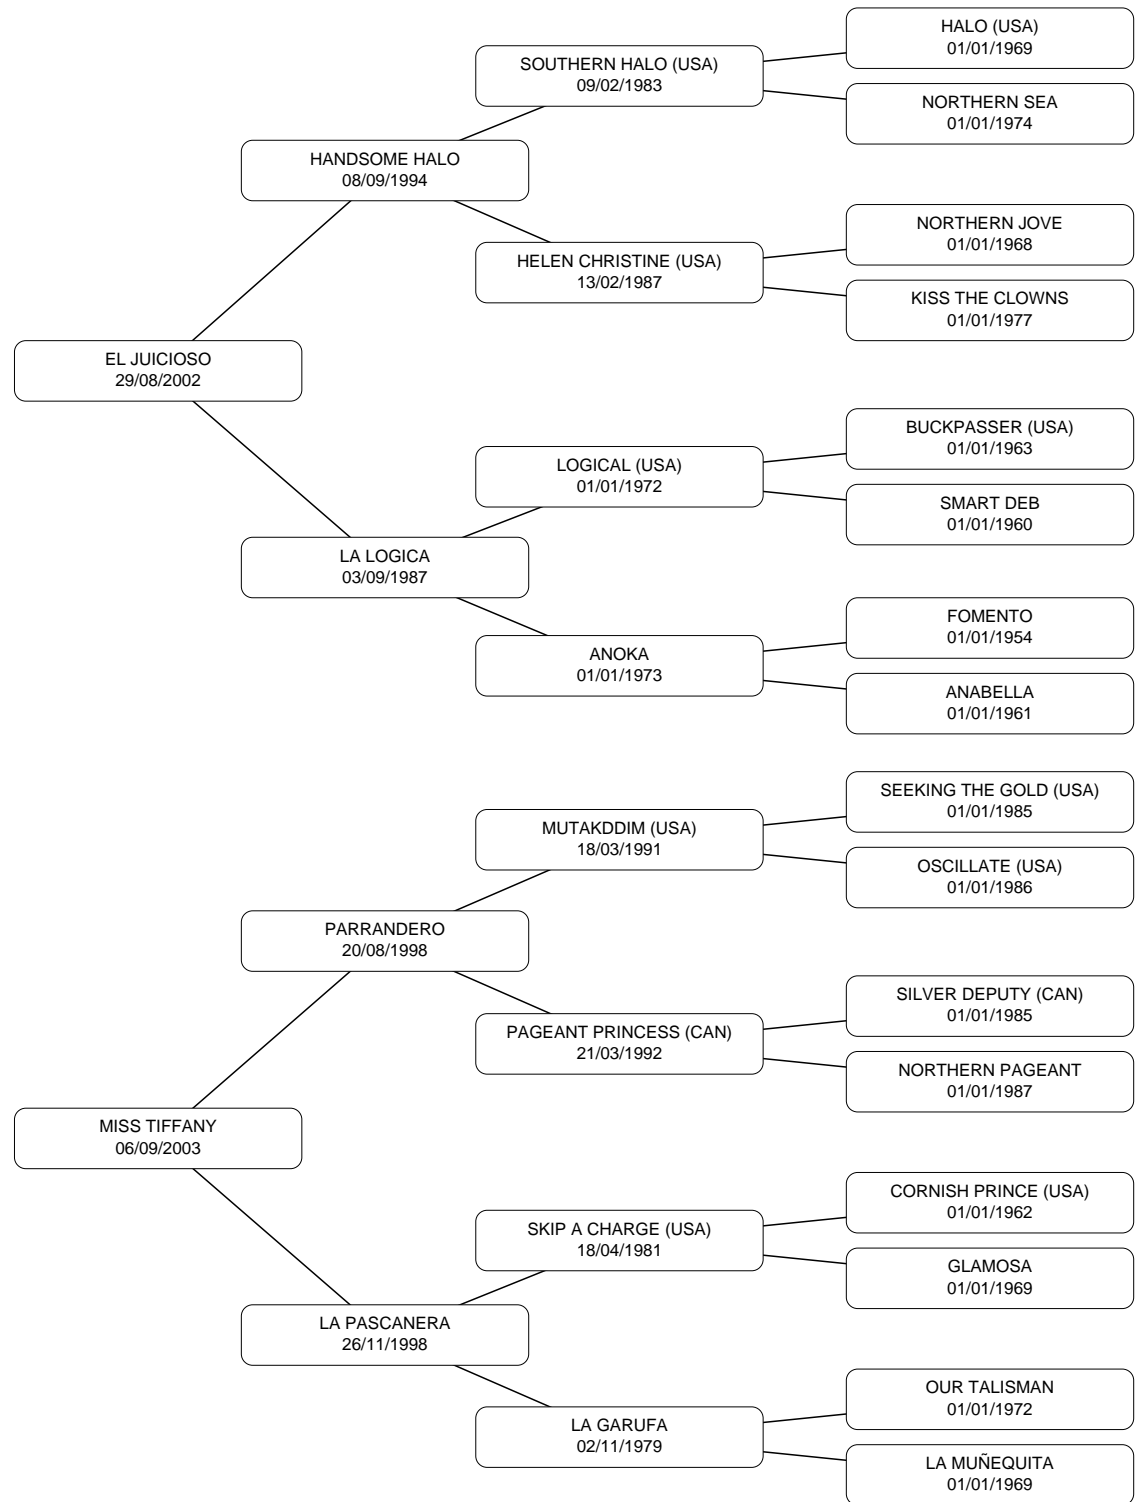 HALO (USA)
01/01/1969
SOUTHERN HALO (USA)
09/02/1983
NORTHERN SEA
01/01/1974
HANDSOME HALO
08/09/1994
NORTHERN JOVE
01/01/1968
HELEN CHRISTINE (USA)
13/02/1987
KISS THE CLOWNS
01/01/1977
EL JUICIOSO
29/08/2002
BUCKPASSER (USA)
01/01/1963
LOGICAL (USA)
01/01/1972
SMART DEB
01/01/1960
LA LOGICA
03/09/1987
FOMENTO
01/01/1954
ANOKA
01/01/1973
ANABELLA
01/01/1961
SEEKING THE GOLD (USA)
01/01/1985
MUTAKDDIM (USA)
18/03/1991
OSCILLATE (USA)
01/01/1986
PARRANDERO
20/08/1998
SILVER DEPUTY (CAN)
01/01/1985
PAGEANT PRINCESS (CAN)
21/03/1992
NORTHERN PAGEANT
01/01/1987
MISS TIFFANY
06/09/2003
CORNISH PRINCE (USA)
01/01/1962
SKIP A CHARGE (USA)
18/04/1981
GLAMOSA
01/01/1969
LA PASCANERA
26/11/1998
OUR TALISMAN
01/01/1972
LA GARUFA
02/11/1979
LA MUÑEQUITA
01/01/1969